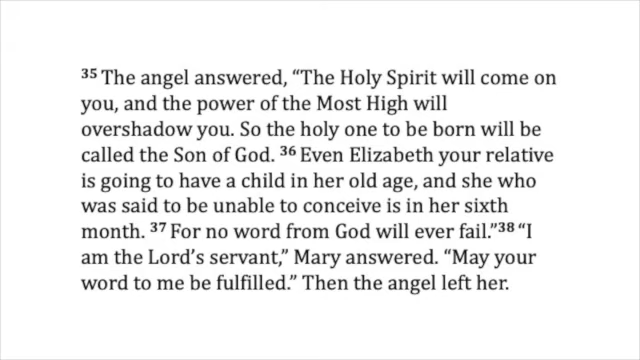 ³⁵ The angel answered, “The Holy Spirit will come on
you, and the power of the Most High will
overshadow you. So the holy one to be born will be
called the Son of God. ³⁶ Even Elizabeth your relative
is going to have a child in her old age, and she who
was said to be unable to conceive is in her sixth
month. ³⁷ For no word from God will ever fail.”³⁸ “I
am the Lord’s servant,” Mary answered. “May your
word to me be fulfilled.” Then the angel left her.